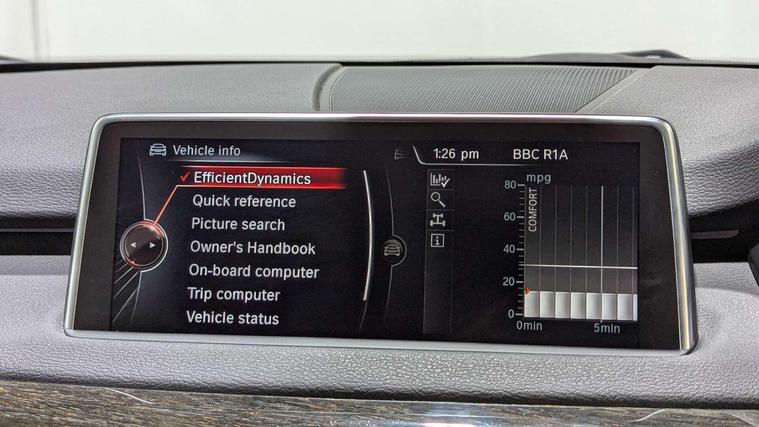 Vehicle info
1:26 pm
BBC R1A
EfficientDynamics
Quick reference
Picture search
Owner's Handbook
On-board computer
Trip computer
Vehicle status
mpg
80
60
40
20
0
COMFORT
0min
5min